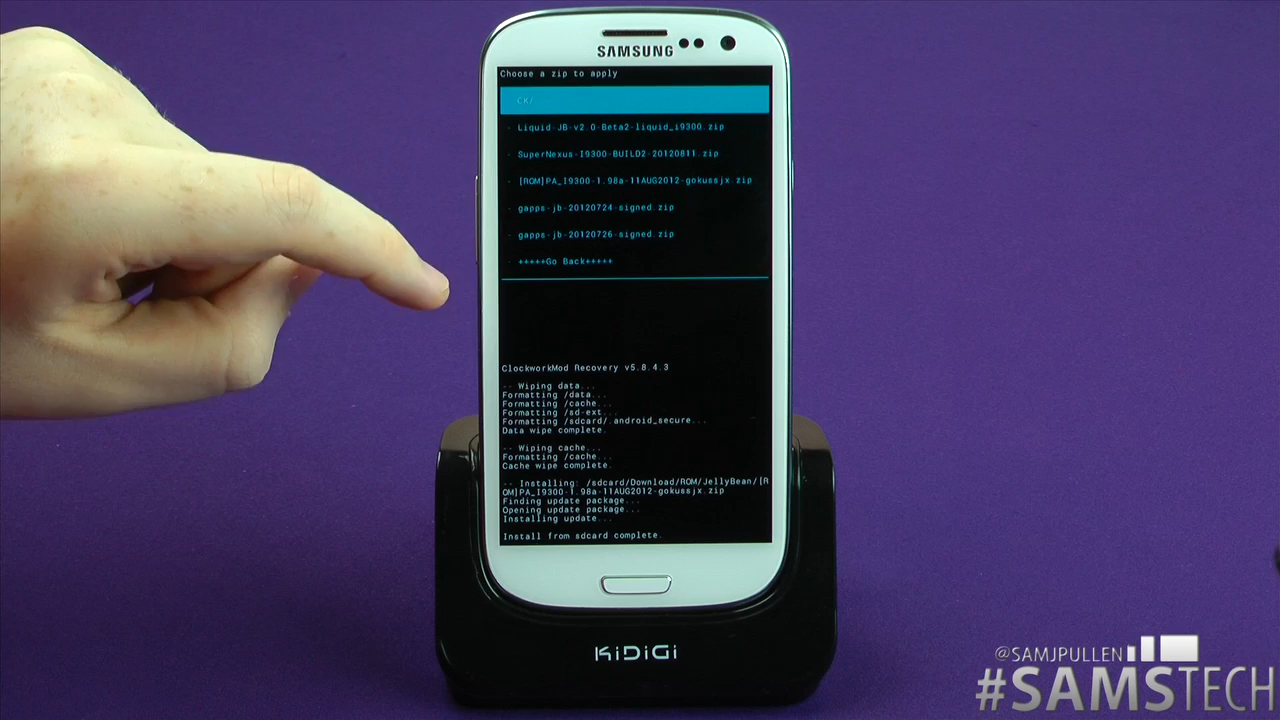 SAMSUNG
Choose a zip to apply
CK/
- Liquid-JB-v2.0-Beta2-liquid_i9300.zip
- SuperNexus-I9300-BUILD2-20120811.zip
- [ROM]PA_I9300-1.98a-11AUG2012-gokussjx.zip
- gapps-jb-20120724-signed.zip
- gapps-jb-20120726-signed.zip
- +++++Go Back+++++
ClockworkMod Recovery v5.8.4.3
-- Wiping data...
Formatting /data...
Formatting /cache...
Formatting /sd-ext...
Formatting /sdcard/.android_secure...
Data wipe complete.
-- Wiping cache...
Formatting /cache...
Cache wipe complete.
-- Installing: /sdcard/Download/ROM/JellyBean/[R
OM]PA_I9300-1.98a-11AUG2012-gokussjx.zip
Finding update package...
Opening update package...
Installing update...
Install from sdcard complete.
KiDiGi
@SAMJPULLEN
#SAMSTECH